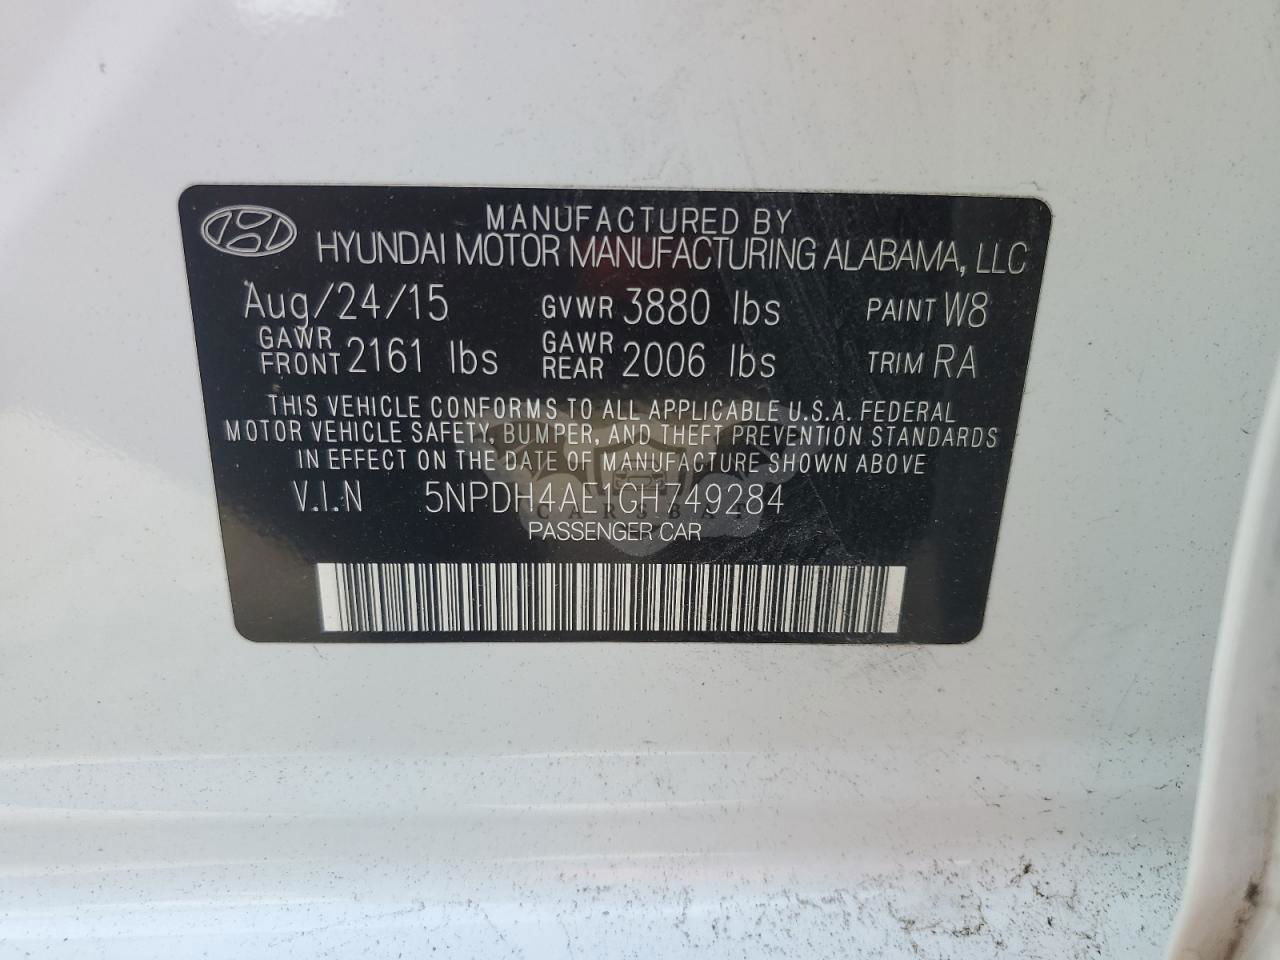 MANUFACTURED BY
HYUNDAI MOTOR MANUFACTURING ALABAMA, LLC
Aug/24/15 GVWR 3880 lbs PAINT W8
GAWR FRONT 2161 lbs GAWR REAR 2006 lbs TRIM RA
THIS VEHICLE CONFORMS TO ALL APPLICABLE U.S.A. FEDERAL
MOTOR VEHICLE SAFETY, BUMPER, AND THEFT PREVENTION STANDARDS
IN EFFECT ON THE DATE OF MANUFACTURE SHOWN ABOVE
V.I.N 5NPDH4AE1GH749284
PASSENGER CAR